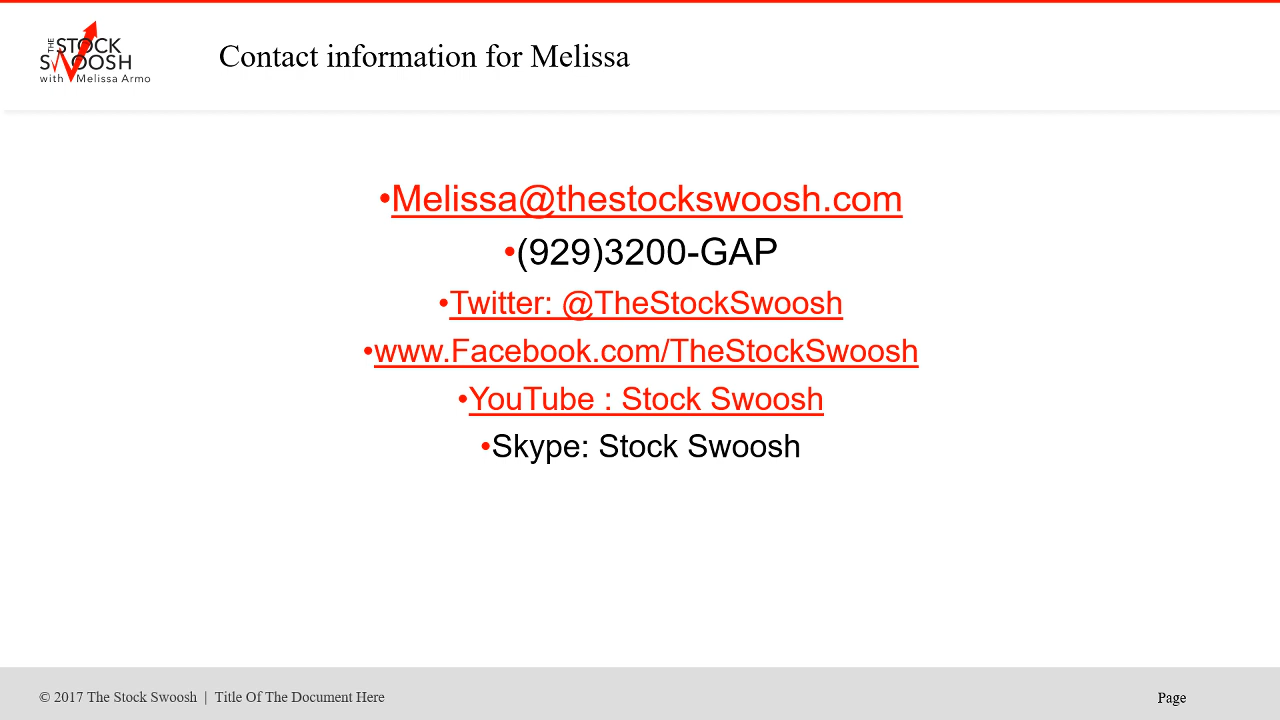 THE STOCK
SWOOSH
with Melissa Armo
Contact information for Melissa
•Melissa@thestockswoosh.com
•(929)3200-GAP
•Twitter: @TheStockSwoosh
•www.Facebook.com/TheStockSwoosh
•YouTube : Stock Swoosh
•Skype: Stock Swoosh
© 2017 The Stock Swoosh | Title Of The Document Here
Page